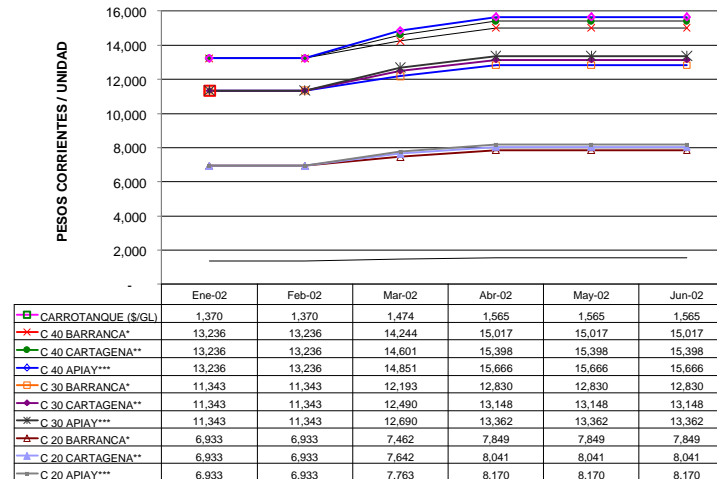 16,000
14,000
12,000
10,000
8,000
6,000
4,000
2,000
-
PESOS CORRIENTES / UNIDAD
Ene-02 Feb-02 Mar-02 Abr-02 May-02 Jun-02
CARROTANQUE ($/GL) 1,370 1,370 1,474 1,565 1,565 1,565
C 40 BARRANCA* 13,236 13,236 14,244 15,017 15,017 15,017
C 40 CARTAGENA** 13,236 13,236 14,601 15,398 15,398 15,398
C 40 APIAY*** 13,236 13,236 14,851 15,666 15,666 15,666
C 30 BARRANCA* 11,343 11,343 12,193 12,830 12,830 12,830
C 30 CARTAGENA** 11,343 11,343 12,490 13,148 13,148 13,148
C 30 APIAY*** 11,343 11,343 12,690 13,362 13,362 13,362
C 20 BARRANCA* 6,933 6,933 7,462 7,849 7,849 7,849
C 20 CARTAGENA** 6,933 6,933 7,642 8,041 8,041 8,041
C 20 APIAY*** 6,933 6,933 7,763 8,170 8,170 8,170